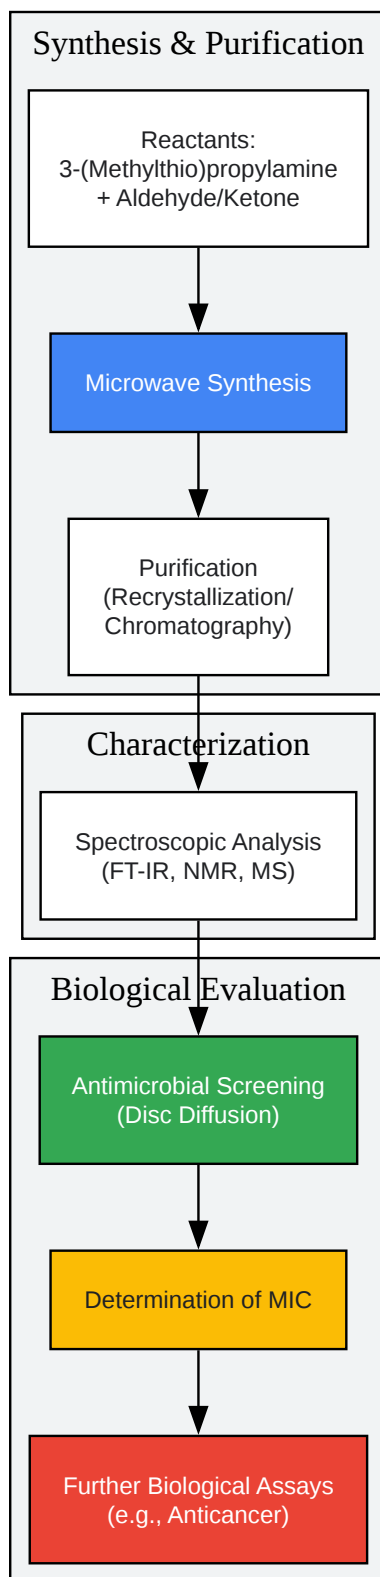 Synthesis & Purification
Reactants:
3-(Methylthio)propylamine
+ Aldehyde/Ketone
Microwave Synthesis
Purification
(Recrystallization/
Chromatography)
Characterization
Spectroscopic Analysis
(FT-IR, NMR, MS)
Biological Evaluation
Antimicrobial Screening
(Disc Diffusion)
Determination of MIC
Further Biological Assays
(e.g., Anticancer)